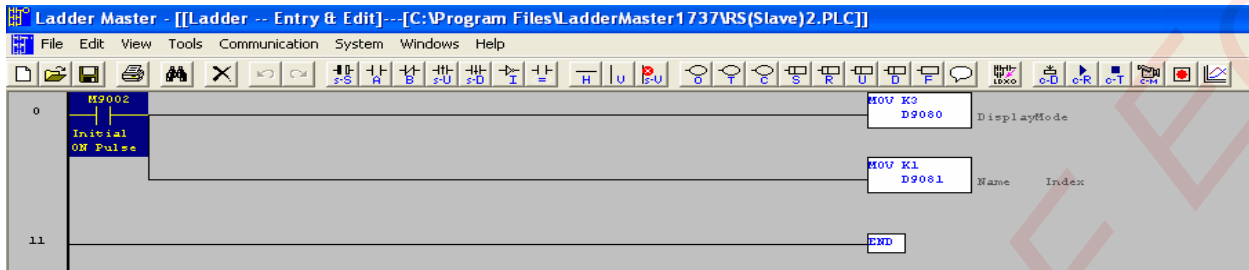 Ladder Master - [[Ladder -- Entry & Edit]---[C:\Program Files\LadderMaster1737\RS(Slave)2.PLC]]
File Edit View Tools Communication System Windows Help
s-S A B s-U s-D I = H U s-U O T C S R U D F LDXO c-D c-R c-T c-M
0
M9002
Initial
ON Pulse
MOV K3
D9080
DisplayMode
MOV K1
D9081
Name Index
11
END